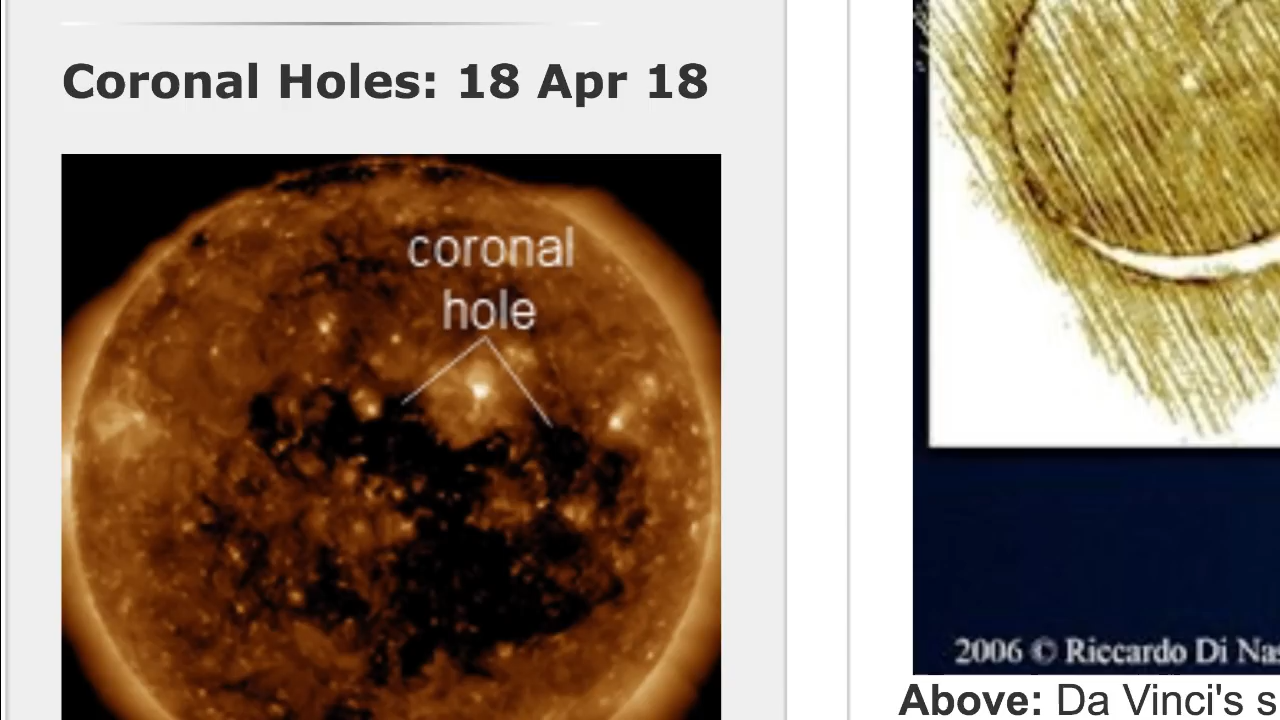 Coronal Holes: 18 Apr 18
coronal
hole
2006 © Riccardo Di
Above: Da Vinci's